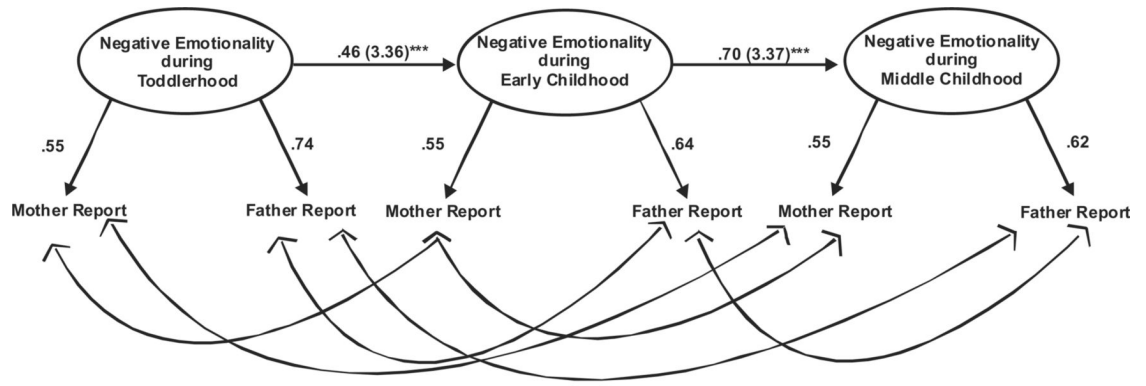 Negative Emotionality
during
Toddlerhood
.46 (3.36)***
Negative Emotionality
during
Early Childhood
.70 (3.37)***
Negative Emotionality
during
Middle Childhood
.55
.74
.55
.64
.55
.62
Mother Report
Father Report
Mother Report
Father Report
Mother Report
Father Report